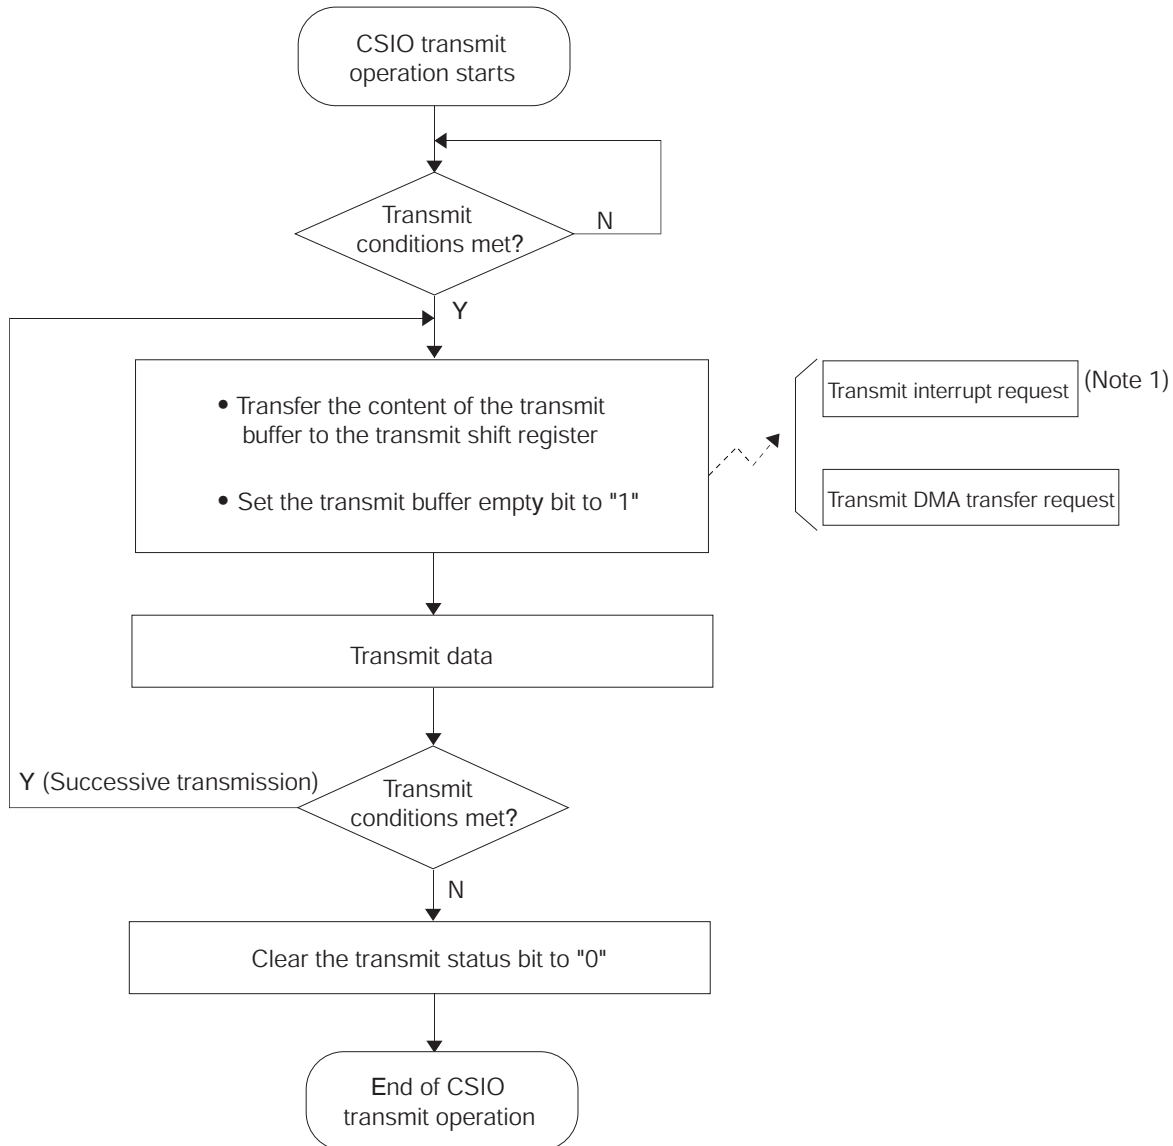 CSIO transmit
operation starts
Transmit
conditions met?
N
Y
• Transfer the content of the transmit
buffer to the transmit shift register
• Set the transmit buffer empty bit to "1"
Transmit interrupt request
(Note 1)
Transmit DMA transfer request
Transmit data
Y (Successive transmission)
Transmit
conditions met?
N
Clear the transmit status bit to "0"
End of CSIO
transmit operation